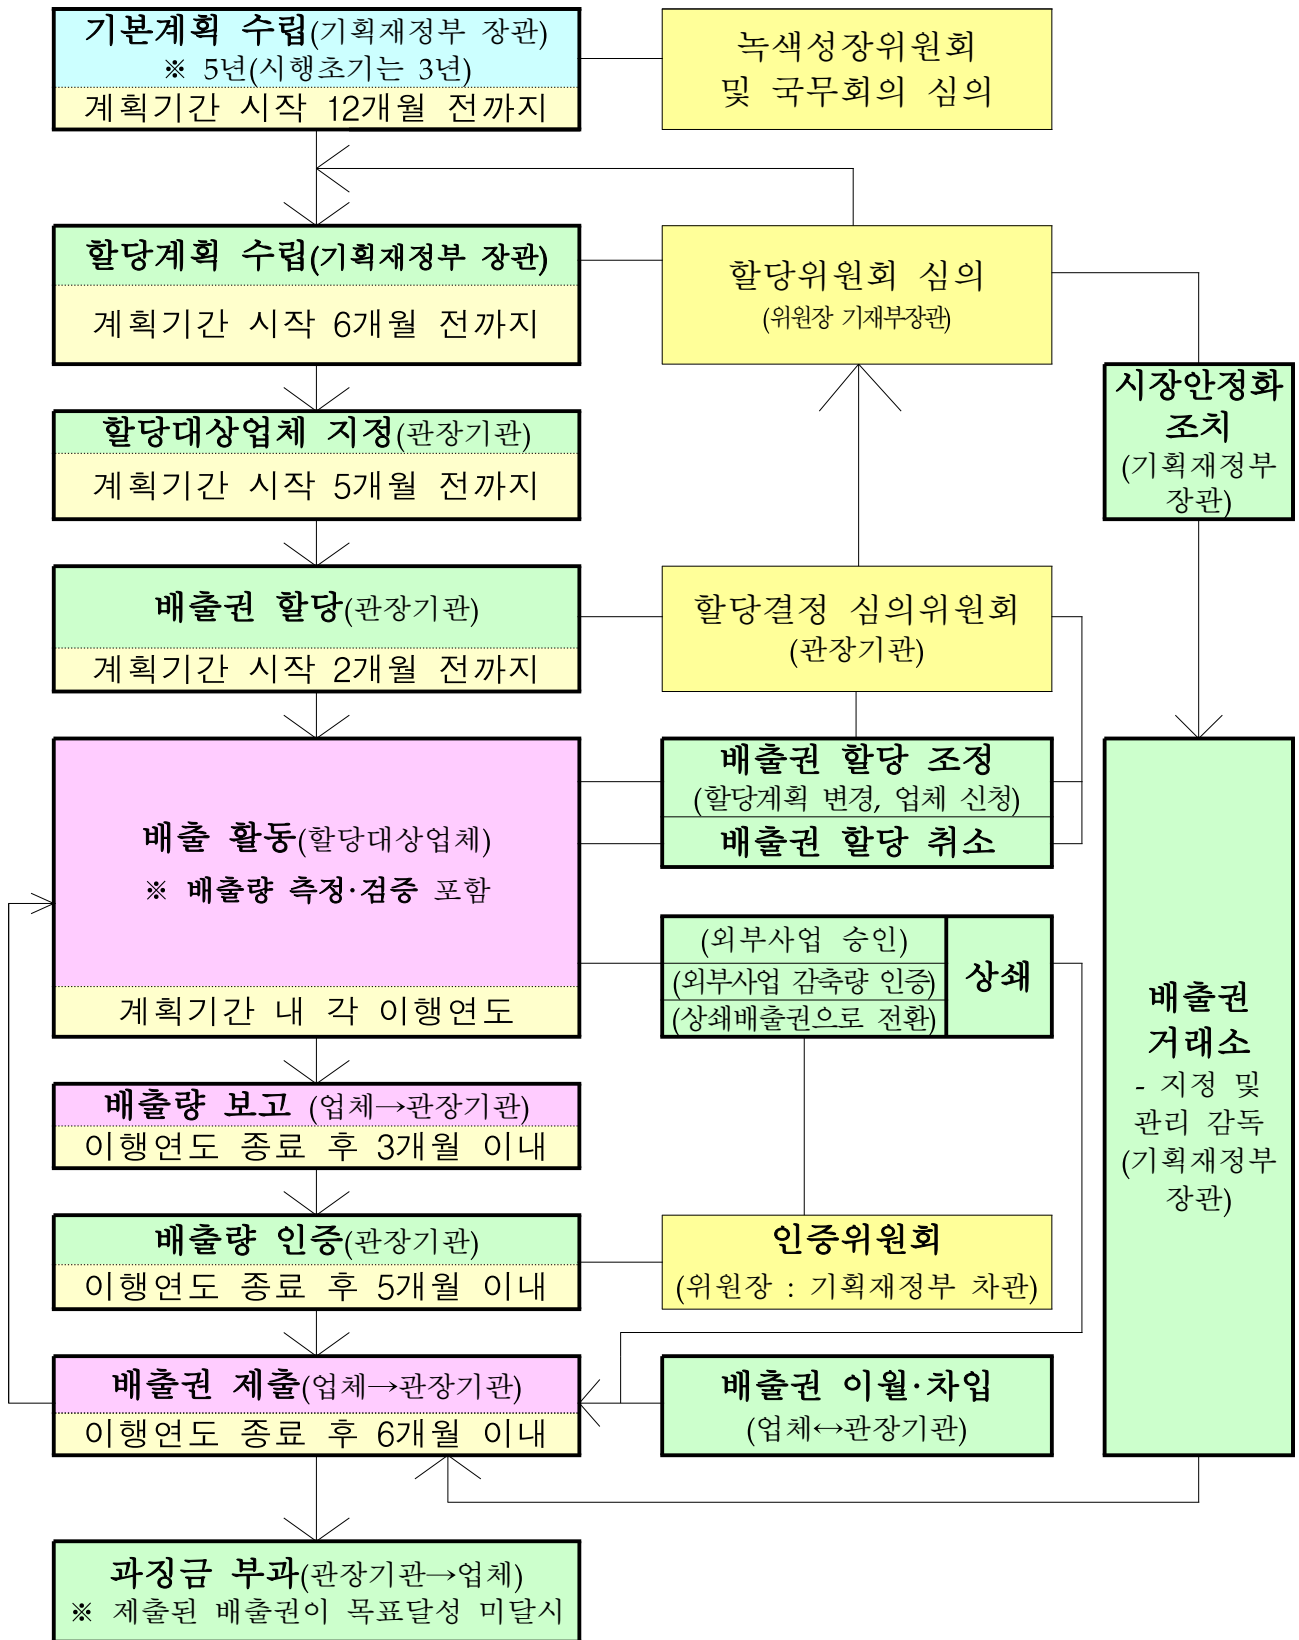 기본계획 수립(기획재정부 장관)
※ 5년(시행초기는 3년)
계획기간 시작 12개월 전까지
녹색성장위원회
및 국무회의 심의
할당계획 수립(기획재정부 장관)
계획기간 시작 6개월 전까지
할당위원회 심의
(위원장 기재부장관)
시장안정화
조치
(기획재정부
장관)
할당대상업체 지정(관장기관)
계획기간 시작 5개월 전까지
배출권 할당(관장기관)
계획기간 시작 2개월 전까지
할당결정 심의위원회
(관장기관)
배출 활동(할당대상업체)
※ 배출량 측정·검증 포함
계획기간 내 각 이행연도
배출권 할당 조정
(할당계획 변경, 업체 신청)
배출권 할당 취소
(외부사업 승인)
(외부사업 감축량 인증)
(상쇄배출권으로 전환)
상쇄
배출권
거래소
- 지정 및
관리 감독
(기획재정부
장관)
배출량 보고 (업체→관장기관)
이행연도 종료 후 3개월 이내
배출량 인증(관장기관)
이행연도 종료 후 5개월 이내
인증위원회
(위원장 : 기획재정부 차관)
배출권 제출(업체→관장기관)
이행연도 종료 후 6개월 이내
배출권 이월·차입
(업체↔관장기관)
과징금 부과(관장기관→업체)
※ 제출된 배출권이 목표달성 미달시